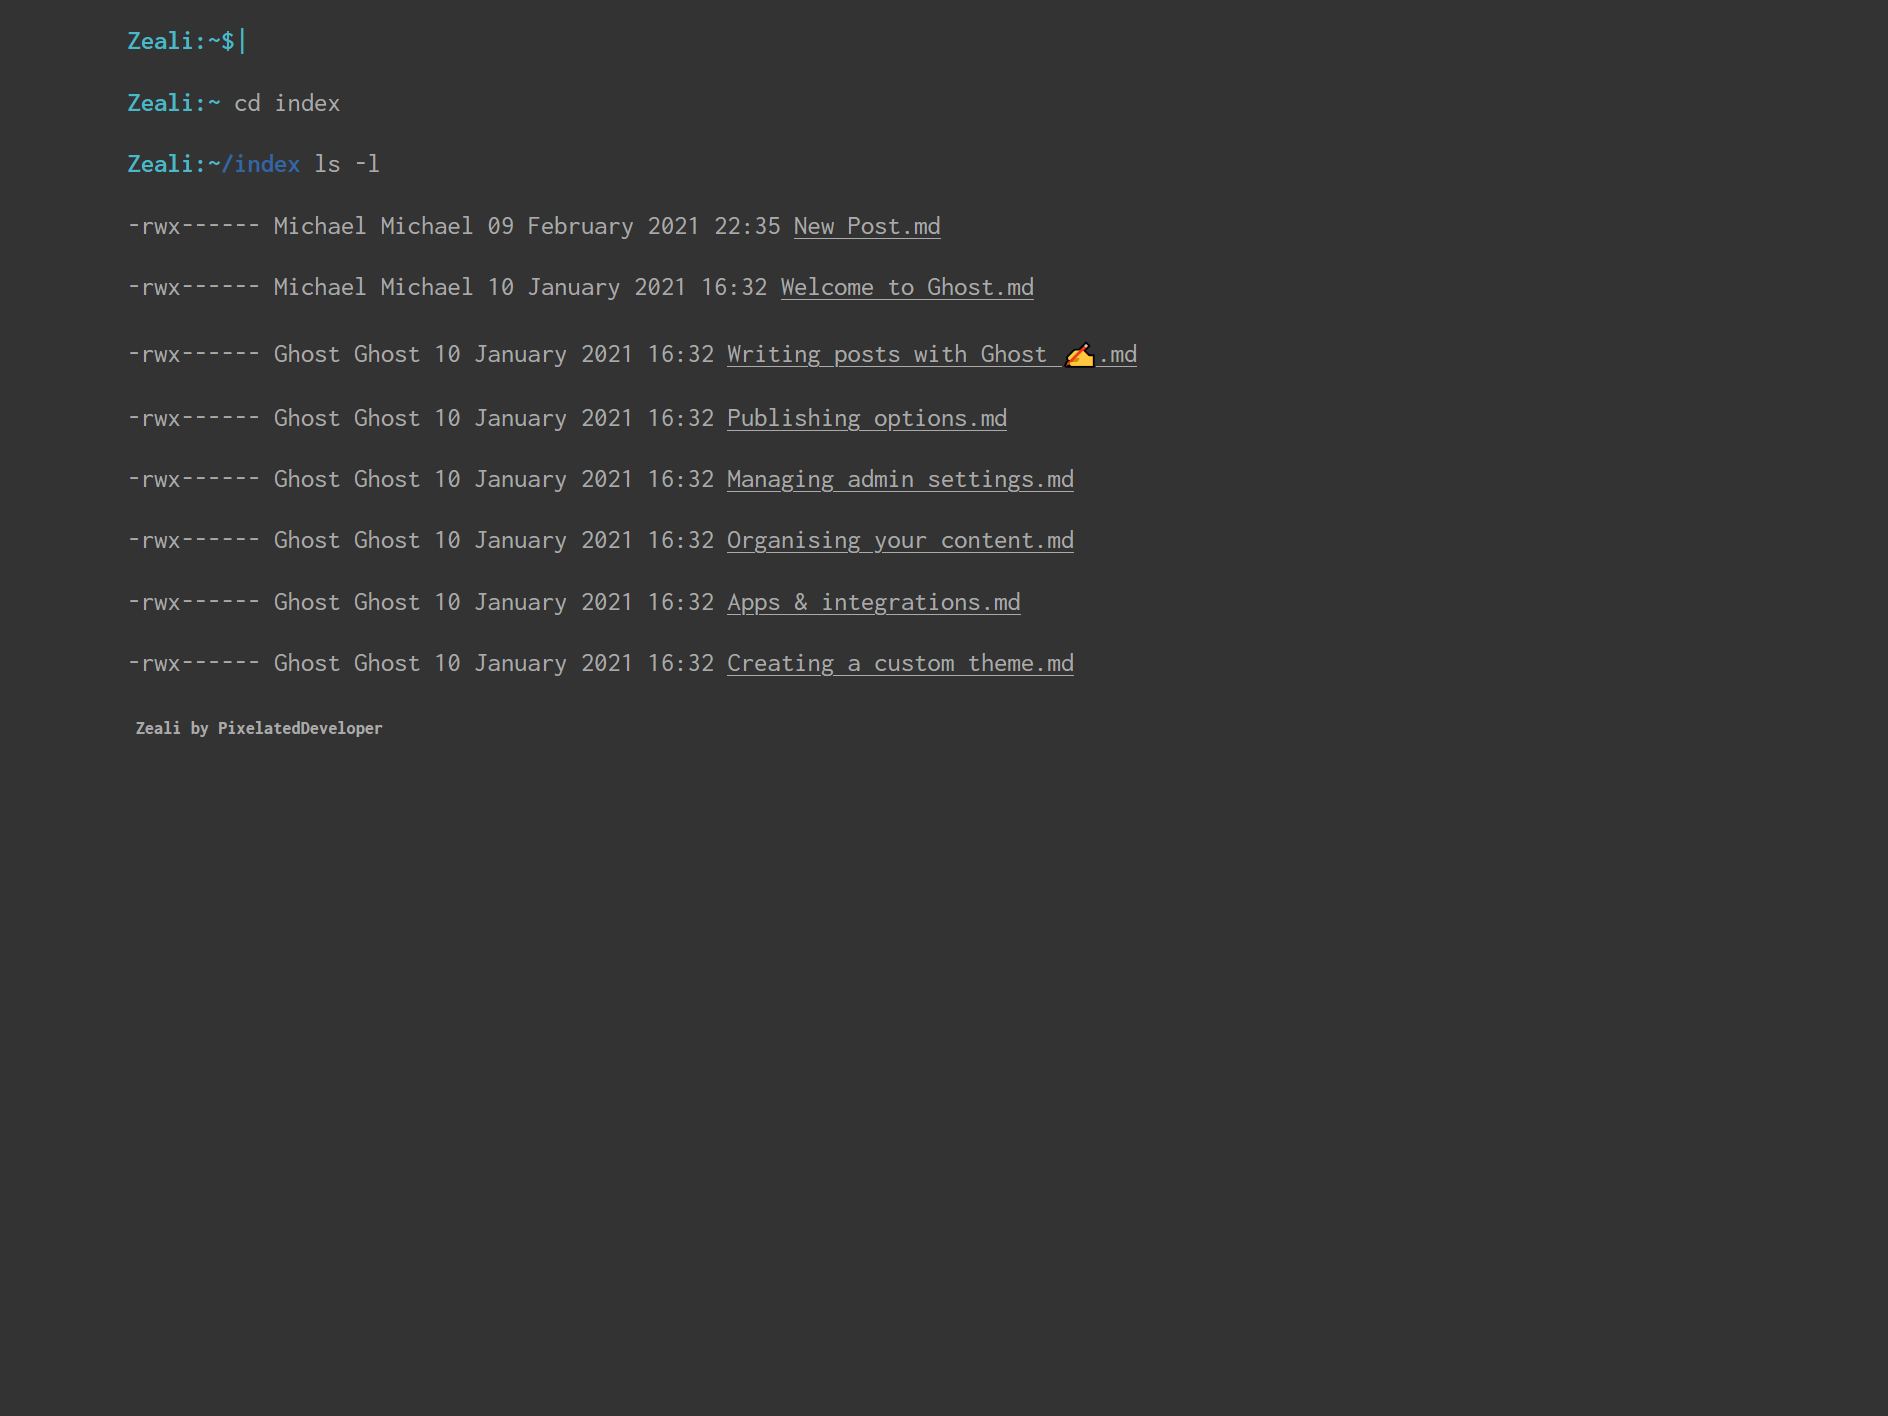 Zeali:~$|
Zeali:~ cd index
Zeali:~/index ls -l
-rwx------ Michael Michael 09 February 2021 22:35 New Post.md
-rwx------ Michael Michael 10 January 2021 16:32 Welcome to Ghost.md
-rwx------ Ghost Ghost 10 January 2021 16:32 Writing posts with Ghost ✍️.md
-rwx------ Ghost Ghost 10 January 2021 16:32 Publishing options.md
-rwx------ Ghost Ghost 10 January 2021 16:32 Managing admin settings.md
-rwx------ Ghost Ghost 10 January 2021 16:32 Organising your content.md
-rwx------ Ghost Ghost 10 January 2021 16:32 Apps & integrations.md
-rwx------ Ghost Ghost 10 January 2021 16:32 Creating a custom theme.md
Zeali by PixelatedDeveloper